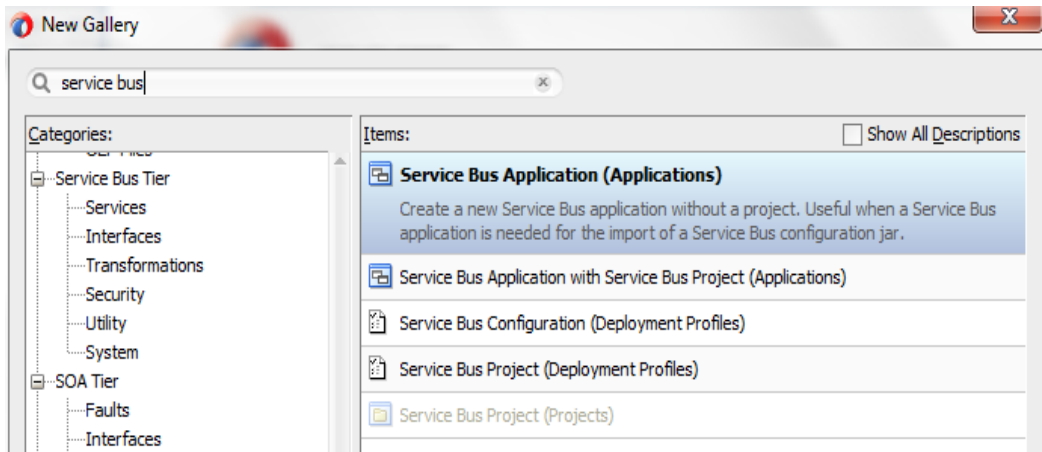 New Gallery
service bus
Categories:
Service Bus Tier
Services
Interfaces
Transformations
Security
Utility
System
SOA Tier
Faults
Interfaces
Items:
Show All Descriptions
Service Bus Application (Applications)
Create a new Service Bus application without a project. Useful when a Service Bus
application is needed for the import of a Service Bus configuration jar.
Service Bus Application with Service Bus Project (Applications)
Service Bus Configuration (Deployment Profiles)
Service Bus Project (Deployment Profiles)
Service Bus Project (Projects)